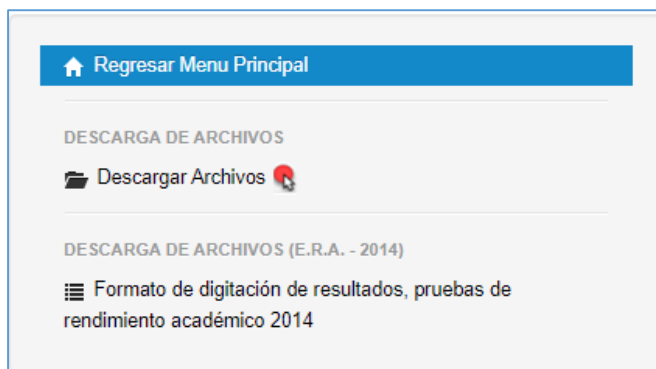 Regresar Menu Principal
DESCARGA DE ARCHIVOS
Descargar Archivos
DESCARGA DE ARCHIVOS (E.R.A. - 2014)
Formato de digitación de resultados, pruebas de
rendimiento académico 2014